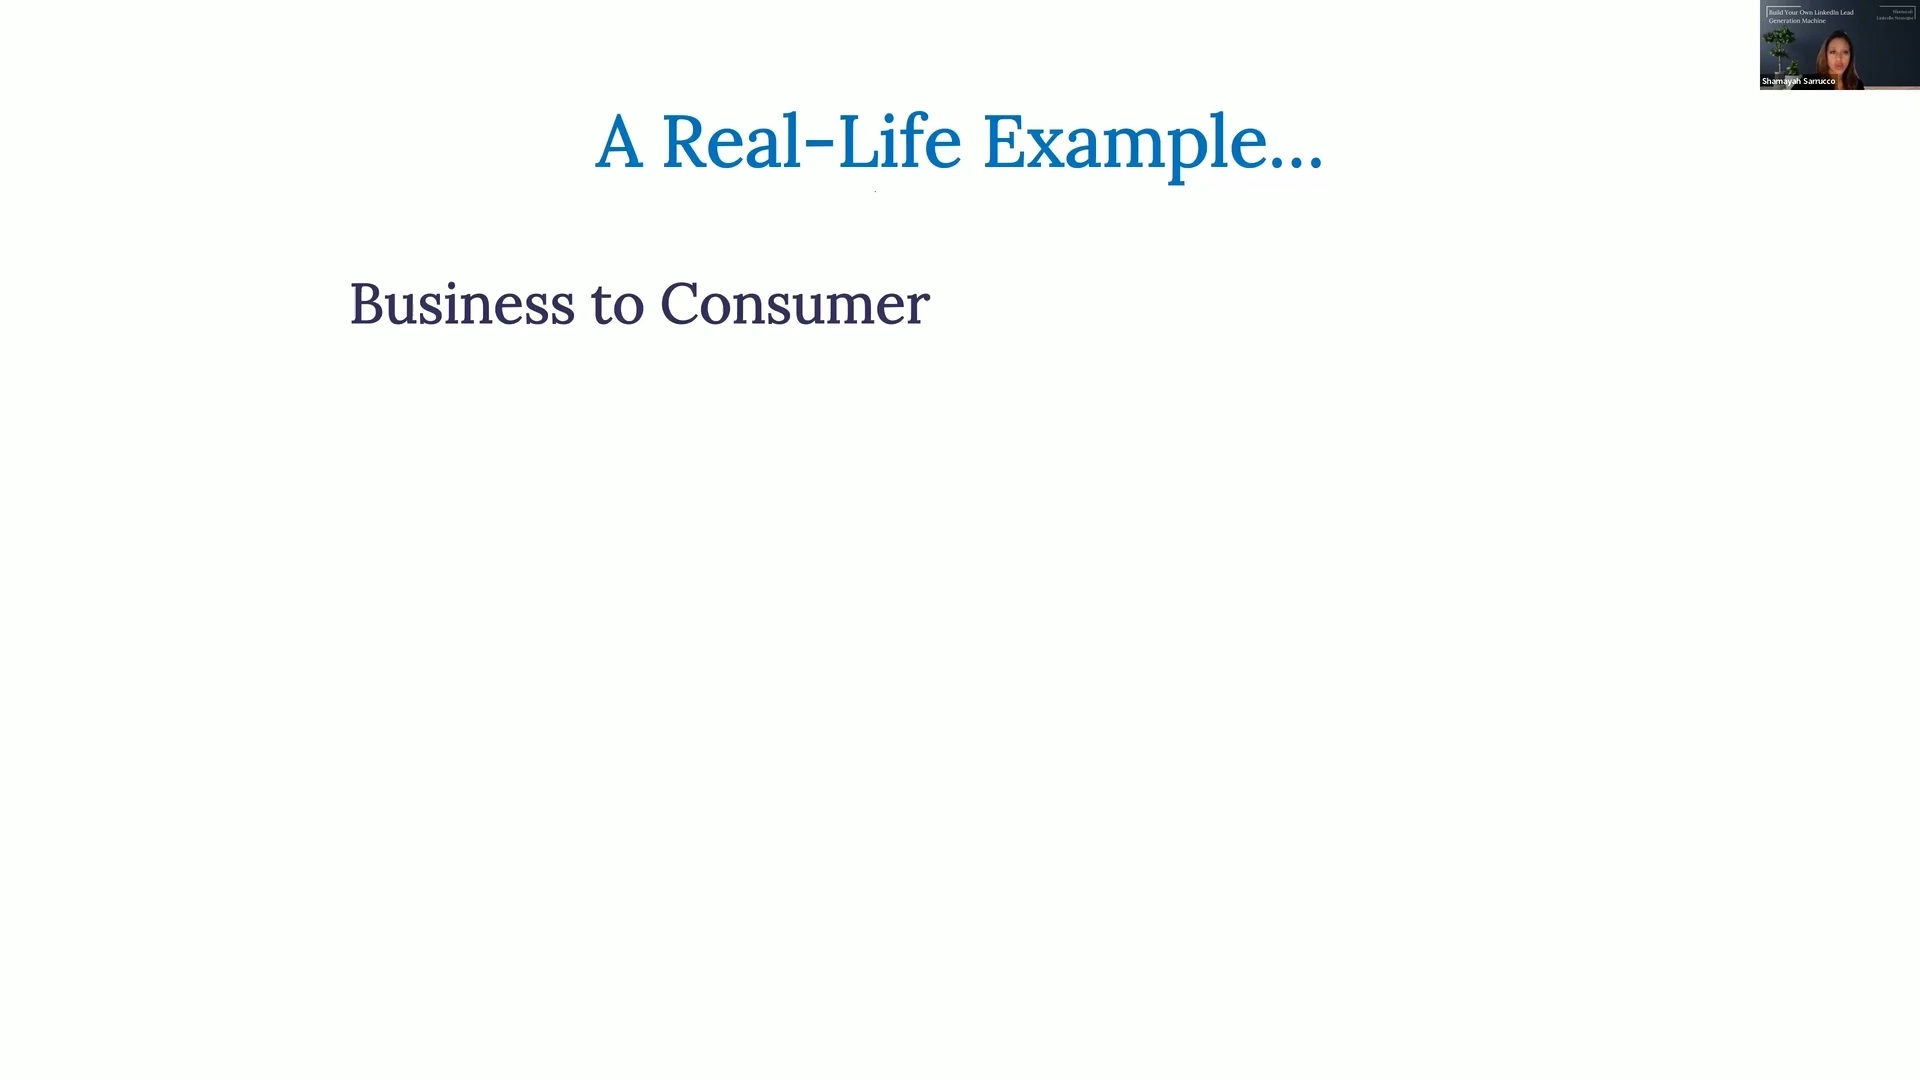 Build Your Own LinkedIn Lead
Generation Machine
Shamayah Sarrucco
A Real-Life Example...
Business to Consumer